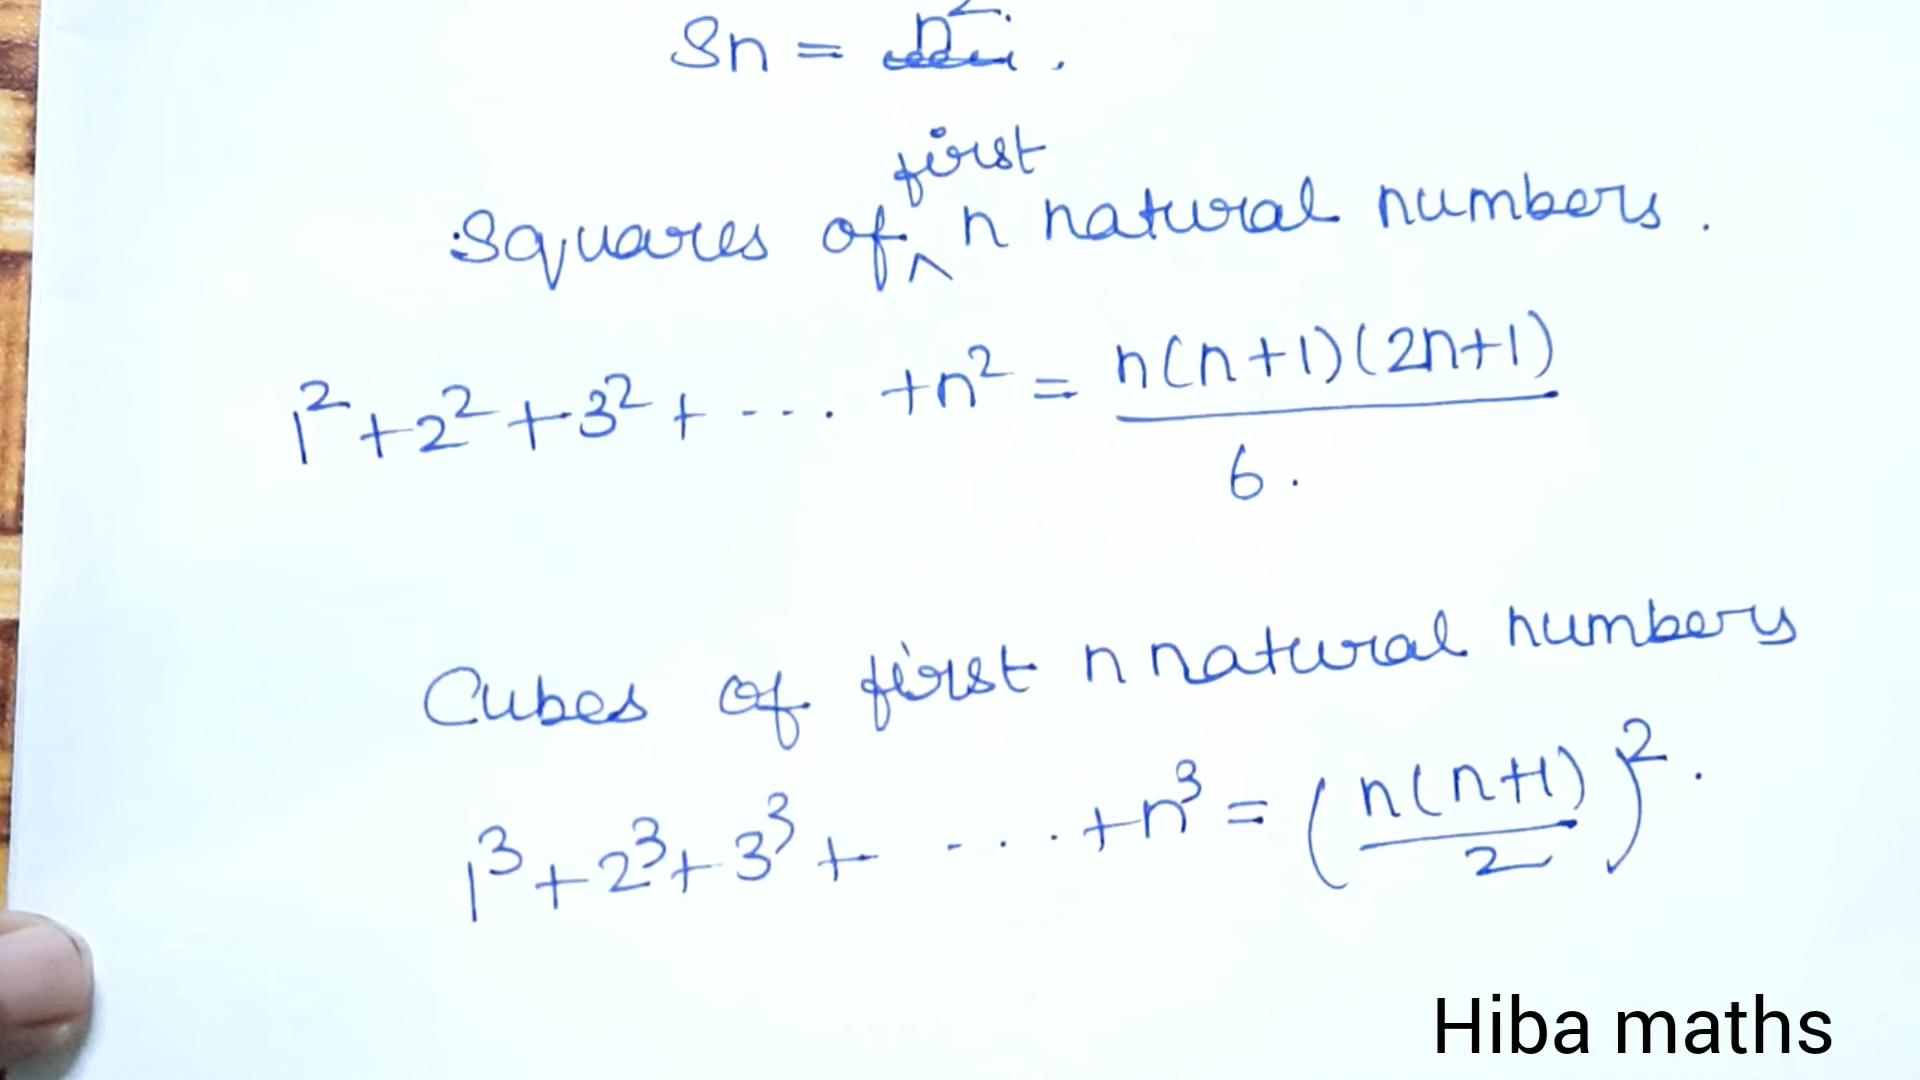 Sn = n².
first
Squares of ^ n natural numbers.
1² + 2² + 3² + - - - . + n² = n(n+1)(2n+1)
6.
Cubes of first n natural numbers
1³ + 2³ + 3³ + - . . . . + n³ = (n(n+1)/2)².
Hiba maths